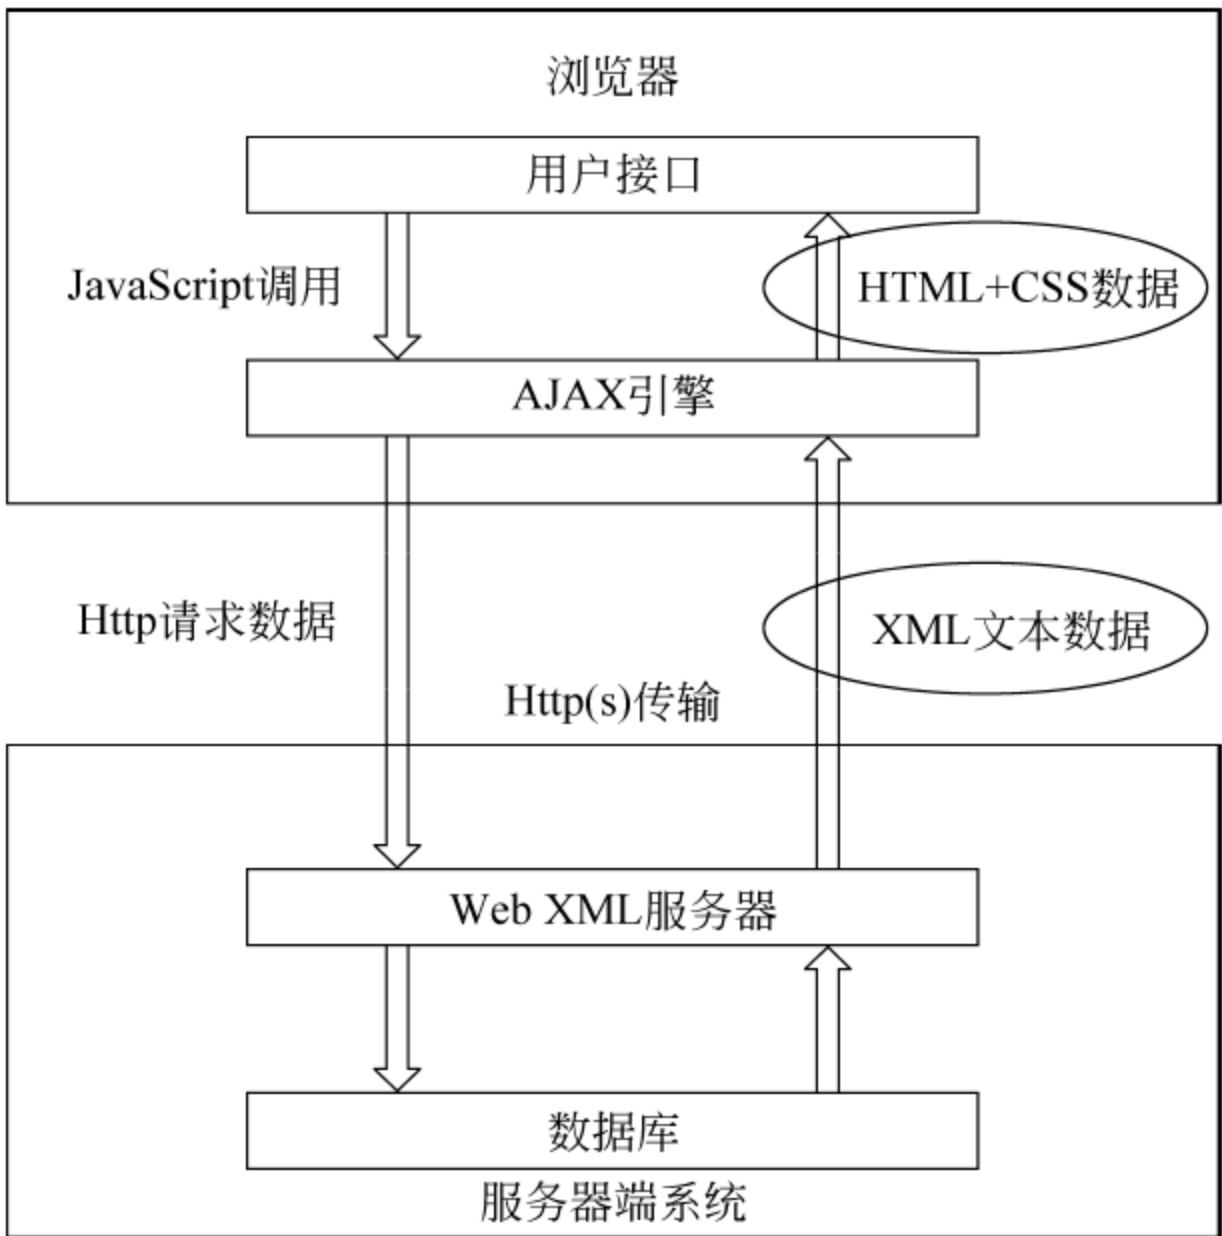 浏览器
用户接口
JavaScript调用
HTML+CSS数据
AJAX引擎
Http请求数据
XML文本数据
Http(s)传输
Web XML服务器
数据库
服务器端系统